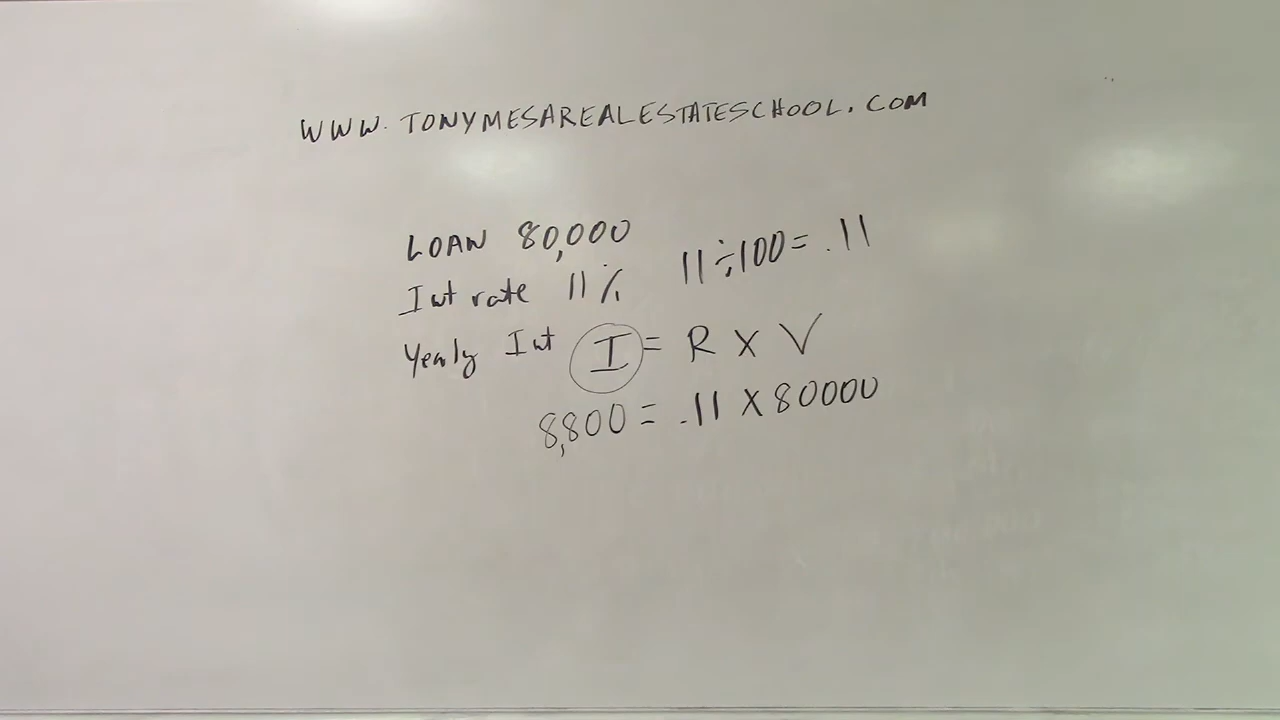 WWW.TONYMESAREALESTATESCHOOL.COM
LOAN 80,000
Int rate 11% 11÷100=.11
Yearly Int I = R X V
8,800 = .11 X 80000